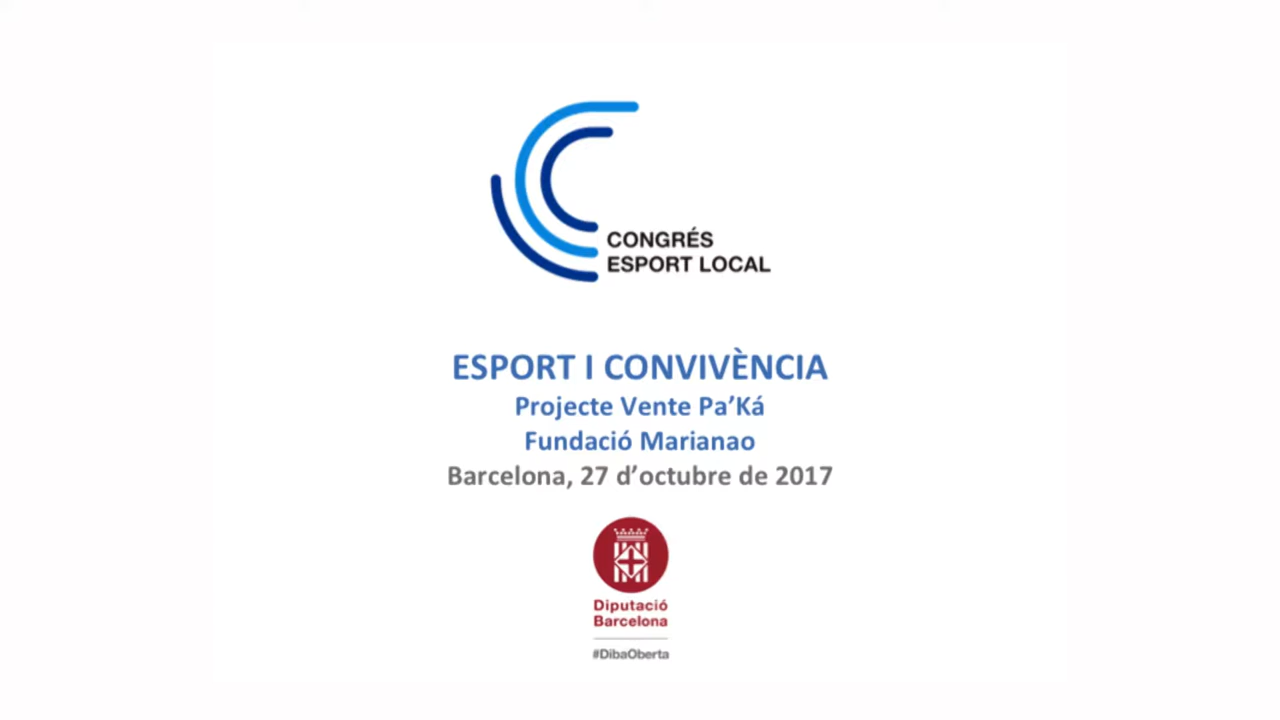 CONGRÉS
ESPORT LOCAL
ESPORT I CONVIVÈNCIA
Projecte Vente Pa’Ká
Fundació Marianao
Barcelona, 27 d’octubre de 2017
Diputació
Barcelona
#DibaOberta